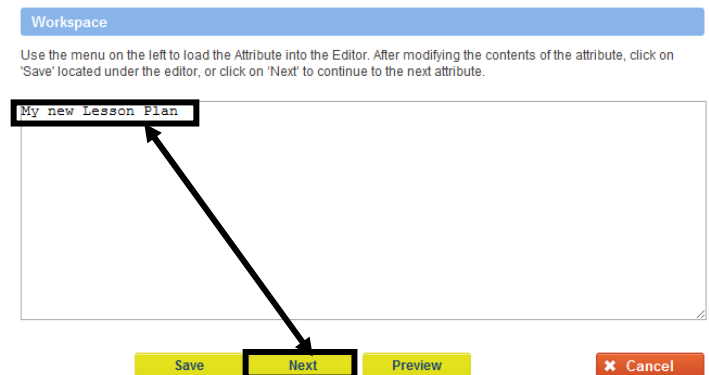 Workspace
Use the menu on the left to load the Attribute into the Editor. After modifying the contents of the attribute, click on
'Save' located under the editor, or click on 'Next' to continue to the next attribute.
My new Lesson Plan
Save Next Preview ✖ Cancel